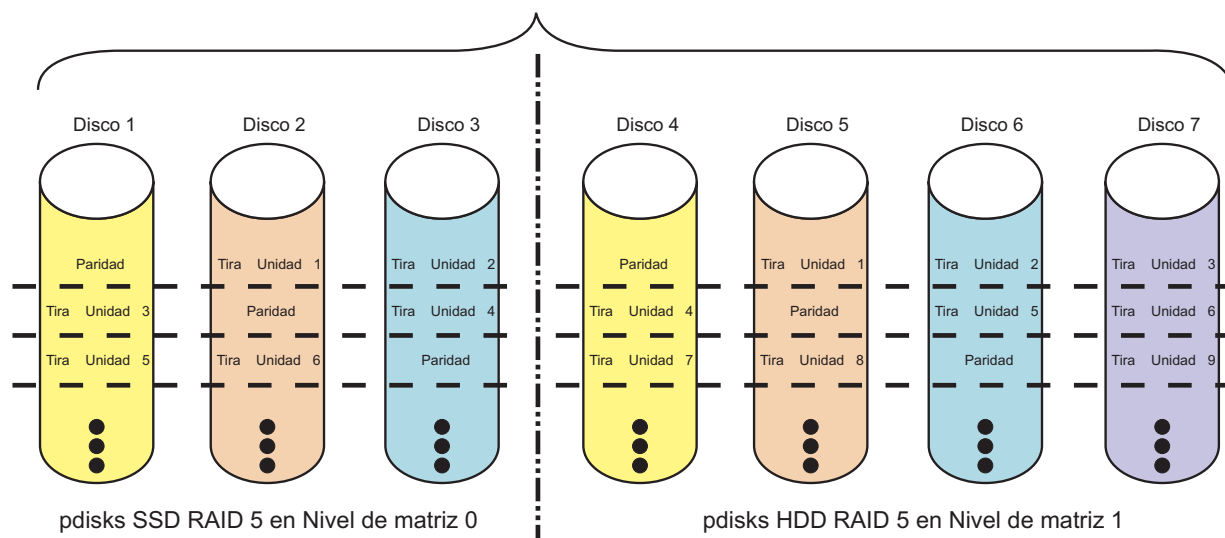 Disco 1 Disco 2 Disco 3 Disco 4 Disco 5 Disco 6 Disco 7
Paridad Tira Unidad 1 Tira Unidad 2 Paridad Tira Unidad 1 Tira Unidad 2 Tira Unidad 3
Tira Unidad 3 Paridad Tira Unidad 4 Tira Unidad 4 Paridad Tira Unidad 5 Tira Unidad 6
Tira Unidad 5 Tira Unidad 6 Paridad Tira Unidad 7 Tira Unidad 8 Paridad Tira Unidad 9
pdisks SSD RAID 5 en Nivel de matriz 0 pdisks HDD RAID 5 en Nivel de matriz 1